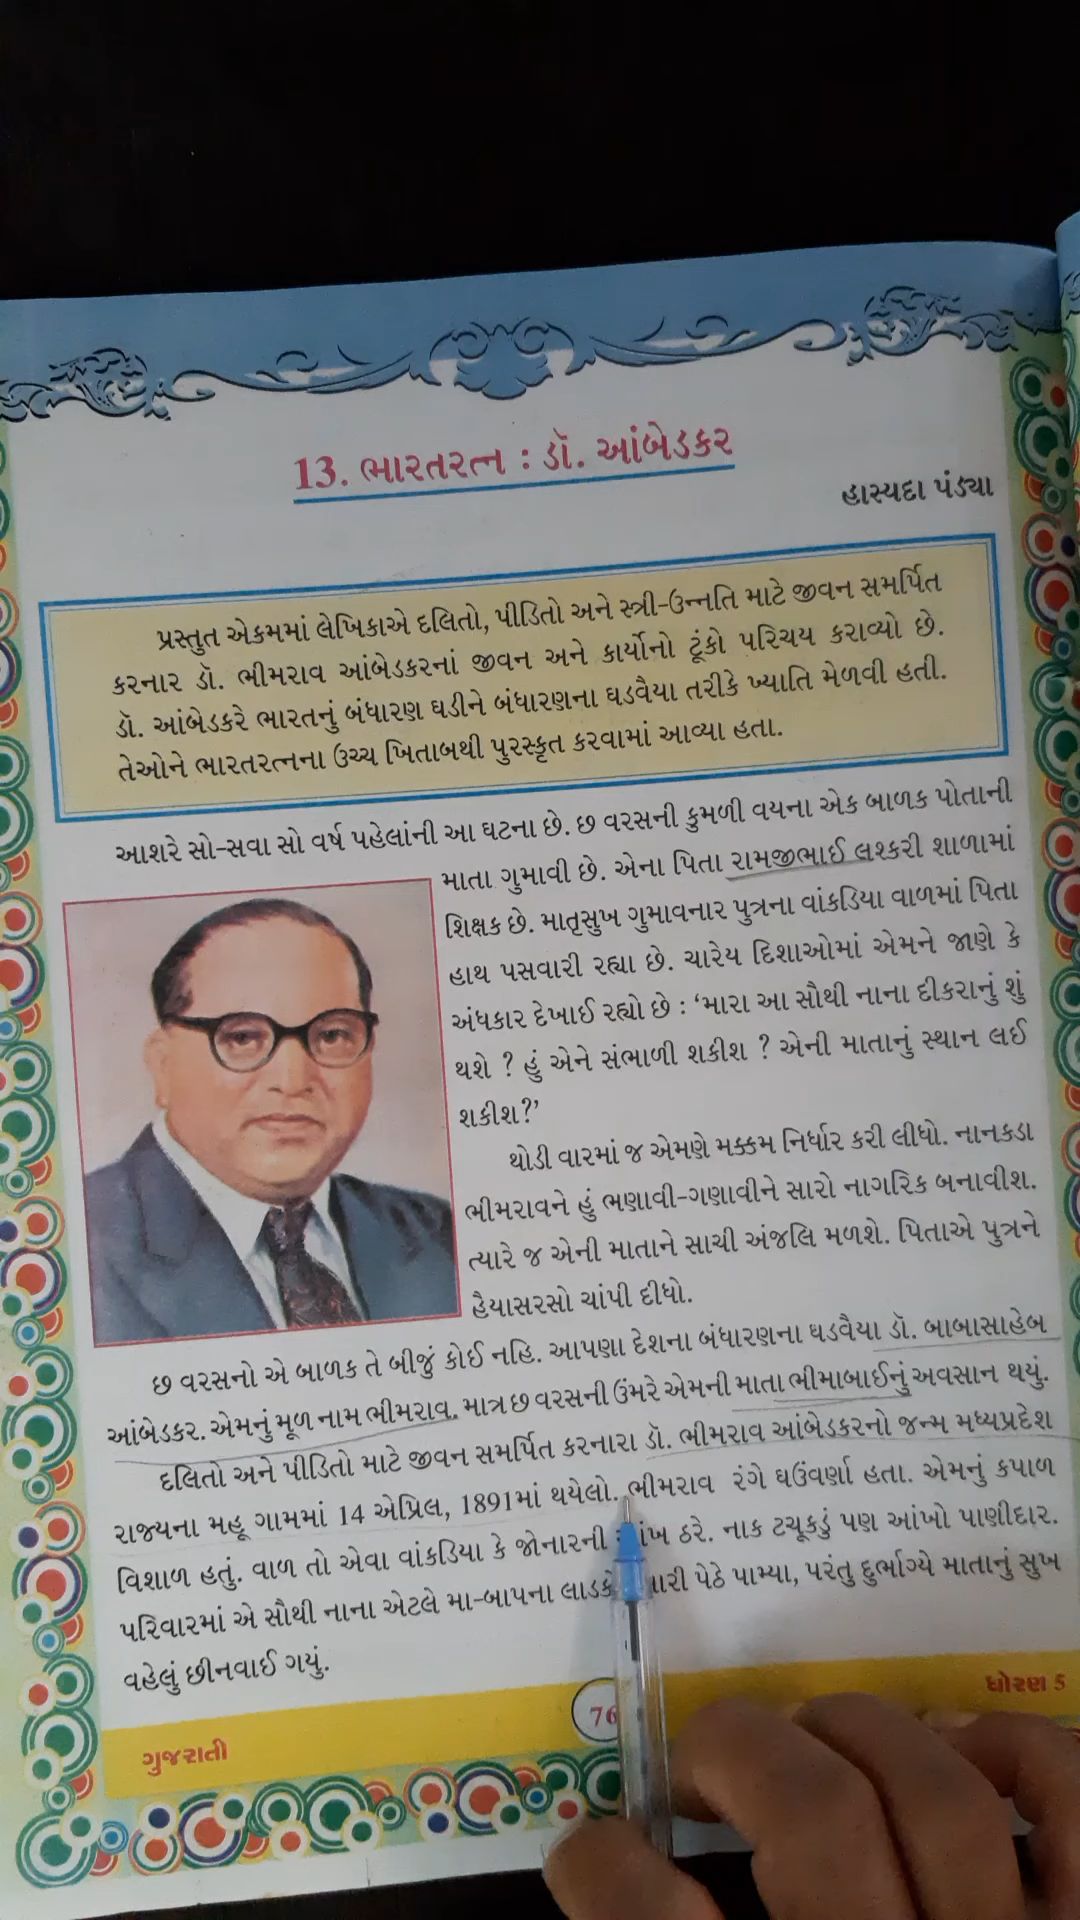 13. ભારતરત્ન : ડૉ. આંબેડકર
હાસ્યદા પંડ્યા
પ્રસ્તુત એકમમાં લેખિકાએ દલિતો, પીડિતો અને સ્ત્રી-ઉન્નતિ માટે જીવન સમર્પિત
કરનાર ડૉ. ભીમરાવ આંબેડકરનાં જીવન અને કાર્યોનો ટૂંકો પરિચય કરાવ્યો છે.
ડૉ. આંબેડકરે ભારતનું બંધારણ ઘડીને બંધારણના ઘડવૈયા તરીકે ખ્યાતિ મેળવી હતી.
તેઓને ભારતરત્નના ઉચ્ચ ખિતાબથી પુરસ્કૃત કરવામાં આવ્યા હતા.
આશરે સો-સવા સો વર્ષ પહેલાંની આ ઘટના છે. છ વરસની કુમળી વયના એક બાળક પોતાની
માતા ગુમાવી છે. એના પિતા રામજીભાઈ લશ્કરી શાળામાં
શિક્ષક છે. માતૃસુખ ગુમાવનાર પુત્રના વાંકડિયા વાળમાં પિતા
હાથ પસવારી રહ્યા છે. ચારેય દિશાઓમાં એમને જાણે કે
અંધકાર દેખાઈ રહ્યો છે : ‘મારા આ સૌથી નાના દીકરાનું શું
થશે ? હું એને સંભાળી શકીશ ? એની માતાનું સ્થાન લઈ
શકીશ?’
થોડી વારમાં જ એમણે મક્કમ નિર્ધાર કરી લીધો. નાનકડા
ભીમરાવને હું ભણાવી-ગણાવીને સારો નાગરિક બનાવીશ.
ત્યારે જ એની માતાને સાચી અંજલિ મળશે. પિતાએ પુત્રને
હૈયાસરસો ચાંપી દીધો.
છ વરસનો એ બાળક તે બીજું કોઈ નહિ. આપણા દેશના બંધારણના ઘડવૈયા ડૉ. બાબાસાહેબ
આંબેડકર. એમનું મૂળ નામ ભીમરાવ. માત્ર છ વરસની ઉંમરે એમની માતા ભીમાબાઈનું અવસાન થયું.
દલિતો અને પીડિતો માટે જીવન સમર્પિત કરનારા ડૉ. ભીમરાવ આંબેડકરનો જન્મ મધ્યપ્રદેશ
રાજ્યના મહૂ ગામમાં 14 એપ્રિલ, 1891માં થયેલો. ભીમરાવ રંગે ઘઉંવર્ણા હતા. એમનું કપાળ
વિશાળ હતું. વાળ તો એવા વાંકડિયા કે જોનારની ઠરે. નાક ટચૂકડું પણ આંખો પાણીદાર.
પરિવારમાં એ સૌથી નાના એટલે મા-બાપના પેઠે પામ્યા, પરંતુ દુર્ભાગ્યે માતાનું સુખ
વહેલું છીનવાઈ ગયું.
ગુજરાતી
76
ધોરણ 5